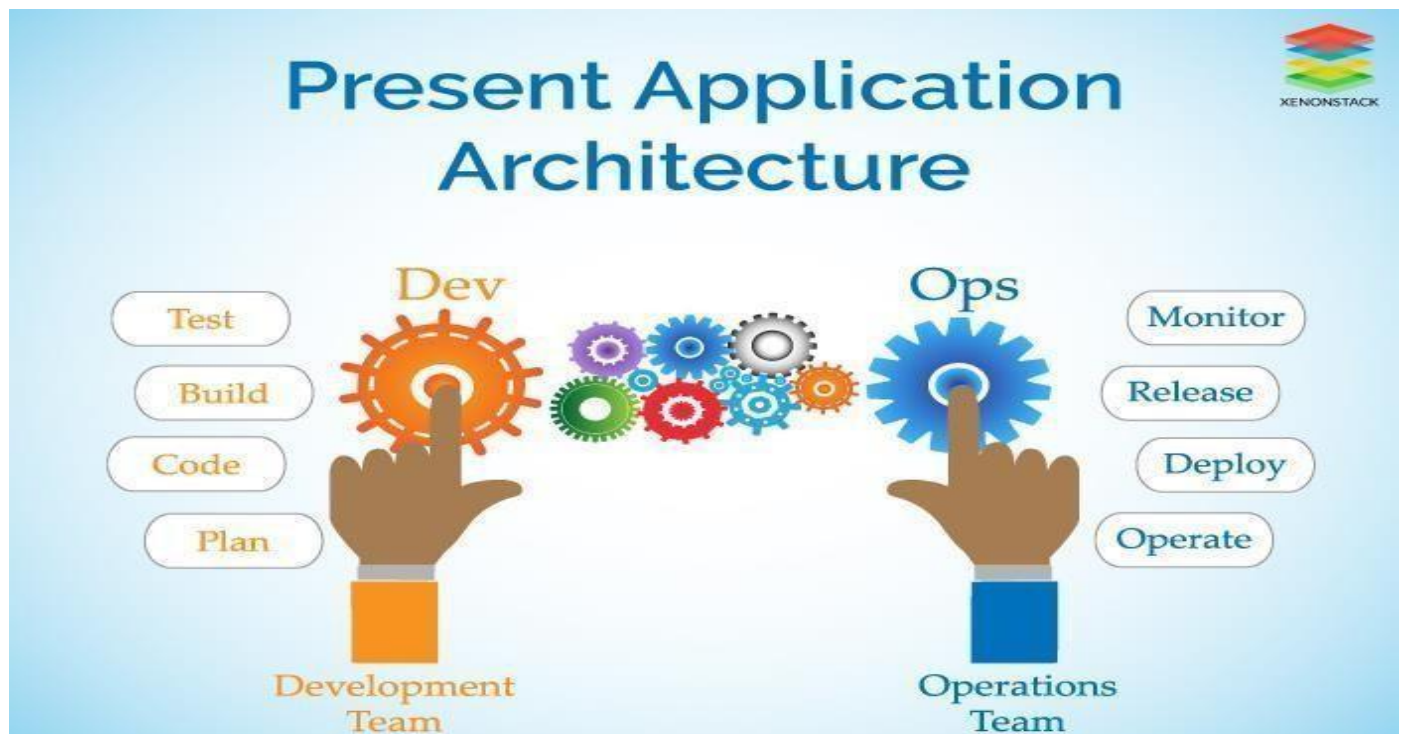 Present Application
Architecture
XENONSTACK
Dev
Ops
Test
Build
Code
Plan
Monitor
Release
Deploy
Operate
Development
Team
Operations
Team